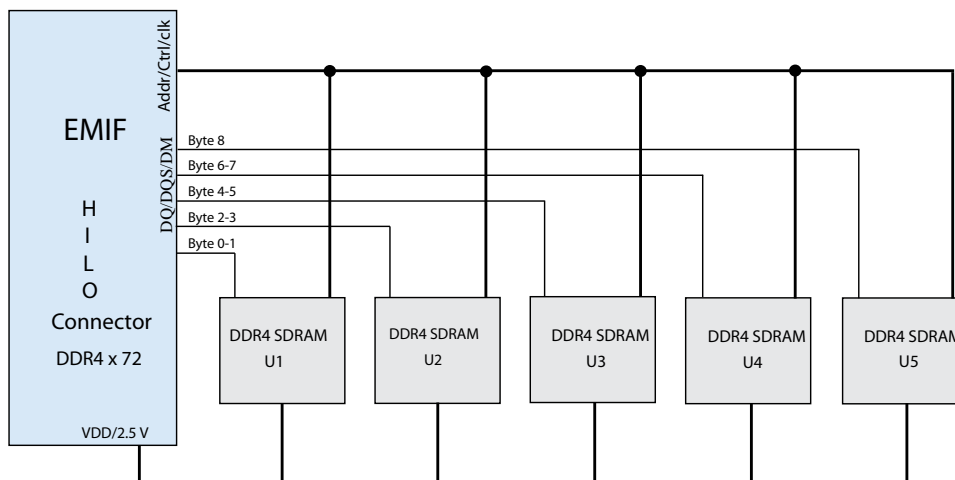 Addr/Ctrl/clk
EMIF
DQ/DQS/DM
Byte 8
Byte 6-7
Byte 4-5
Byte 2-3
Byte 0-1
H
I
L
O
Connector
DDR4 x 72
VDD/2.5 V
DDR4 SDRAM
U1
DDR4 SDRAM
U2
DDR4 SDRAM
U3
DDR4 SDRAM
U4
DDR4 SDRAM
U5